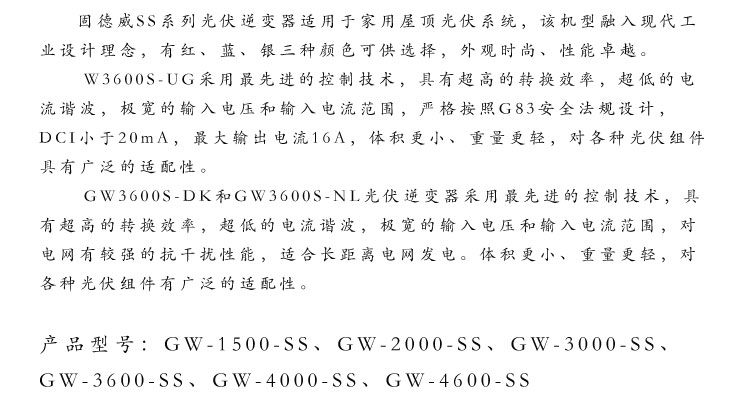 固德威SS系列光伏逆变器适用于家用屋顶光伏系统，该机型融入现代工
业设计理念，有红、蓝、银三种颜色可供选择，外观时尚、性能卓越。
W3600S-UG采用最先进的控制技术，具有超高的转换效率，超低的电
流谐波，极宽的输入电压和输入电流范围，严格按照G83安全法规设计，
DCI小于20mA，最大输出电流16A，体积更小、重量更轻，对各种光伏组件
具有广泛的适配性。
GW3600S-DK和GW3600S-NL光伏逆变器采用最先进的控制技术，具
有超高的转换效率，超低的电流谐波，极宽的输入电压和输入电流范围，对
电网有较强的抗干扰性能，适合长距离电网发电。体积更小、重量更轻，对
各种光伏组件有广泛的适配性。
产品型号：GW-1500-SS、GW-2000-SS、GW-3000-SS、
GW-3600-SS、GW-4000-SS、GW-4600-SS